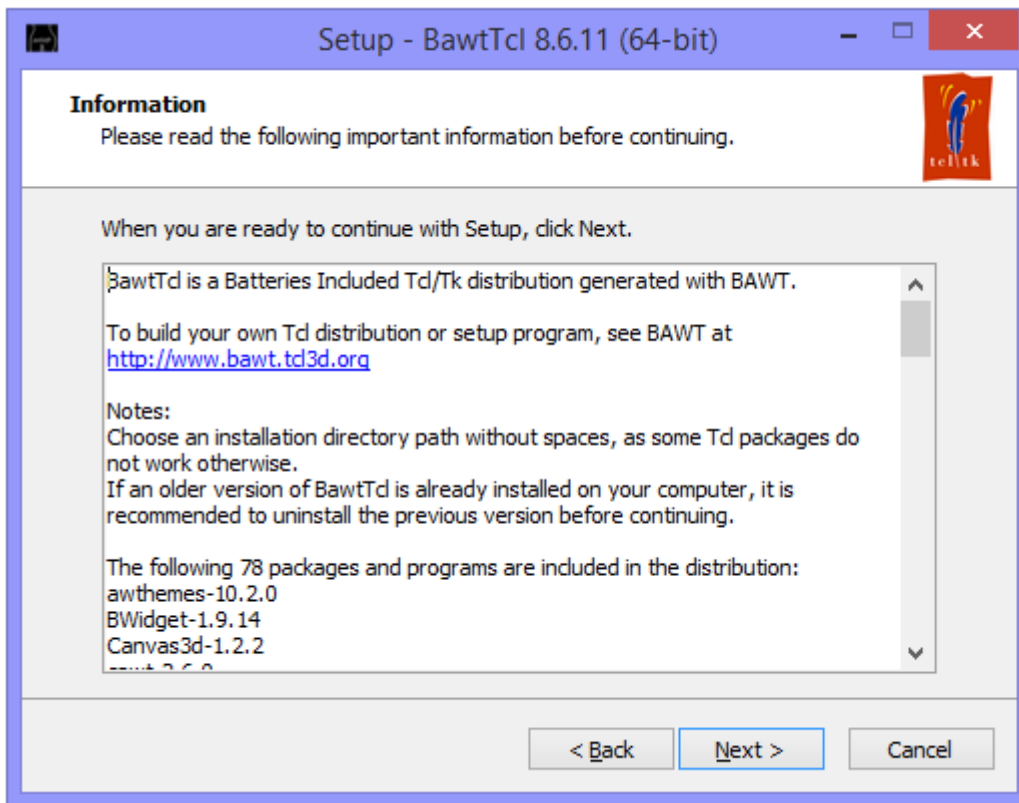 Setup - BawtTcl 8.6.11 (64-bit)
Information
Please read the following important information before continuing.
tcl\tk
When you are ready to continue with Setup, click Next.
BawtTcl is a Batteries Included Tcl/Tk distribution generated with BAWT.
To build your own Tcl distribution or setup program, see BAWT at
http://www.bawt.tcl3d.org
Notes:
Choose an installation directory path without spaces, as some Tcl packages do
not work otherwise.
If an older version of BawtTcl is already installed on your computer, it is
recommended to uninstall the previous version before continuing.
The following 78 packages and programs are included in the distribution:
awthemes-10.2.0
BWidget-1.9.14
Canvas3d-1.2.2
< Back
Next >
Cancel